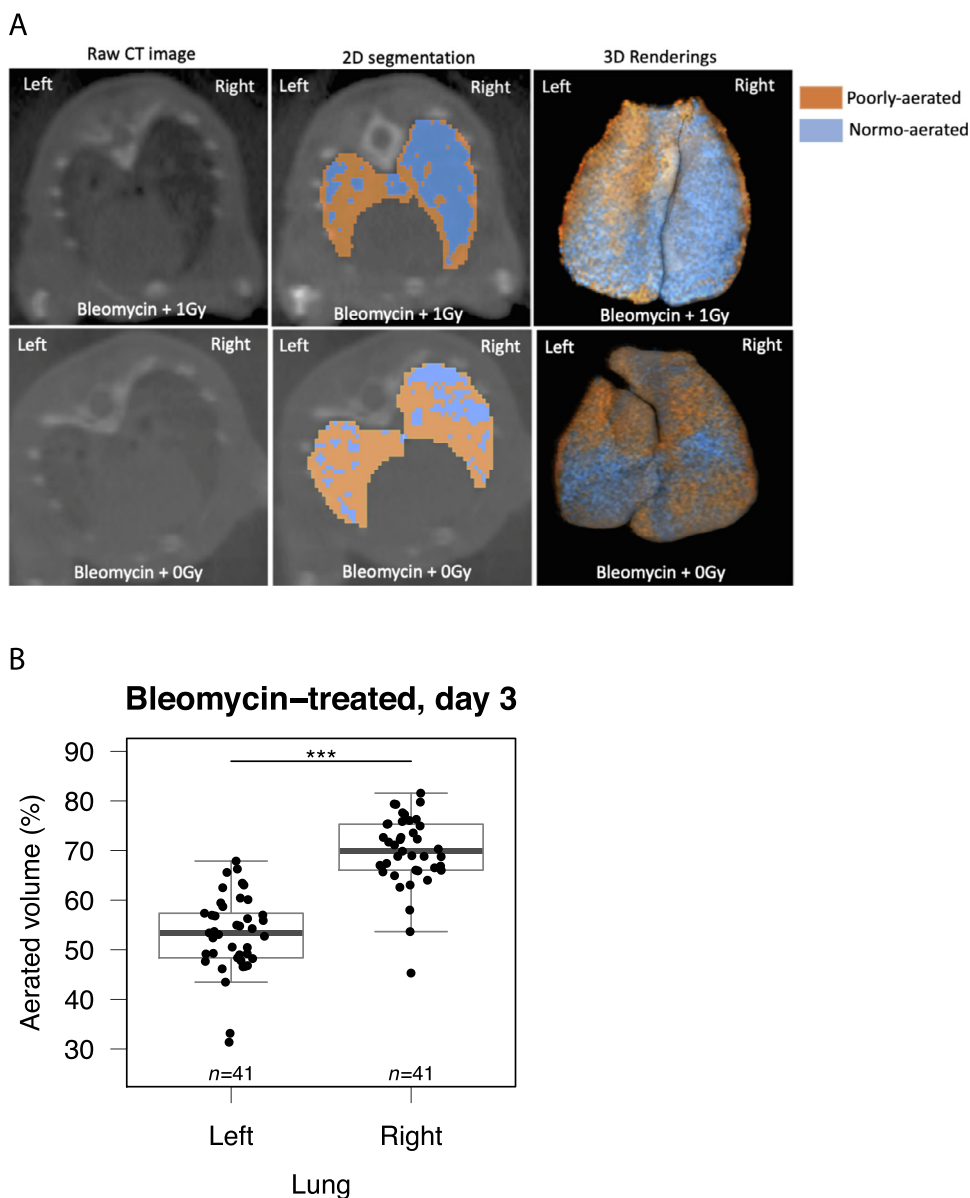 A
Raw CT image
2D segmentation
3D Renderings
Left
Right
Left
Right
Left
Right
Poorly-aerated
Normo-aerated
Bleomycin + 1Gy
Bleomycin + 1Gy
Bleomycin + 1Gy
Left
Right
Left
Right
Left
Right
Bleomycin + 0Gy
Bleomycin + 0Gy
Bleomycin + 0Gy
B
Bleomycin−treated, day 3
Aerated volume (%)
90
80
70
60
50
40
30
***
n=41
n=41
Left
Right
Lung